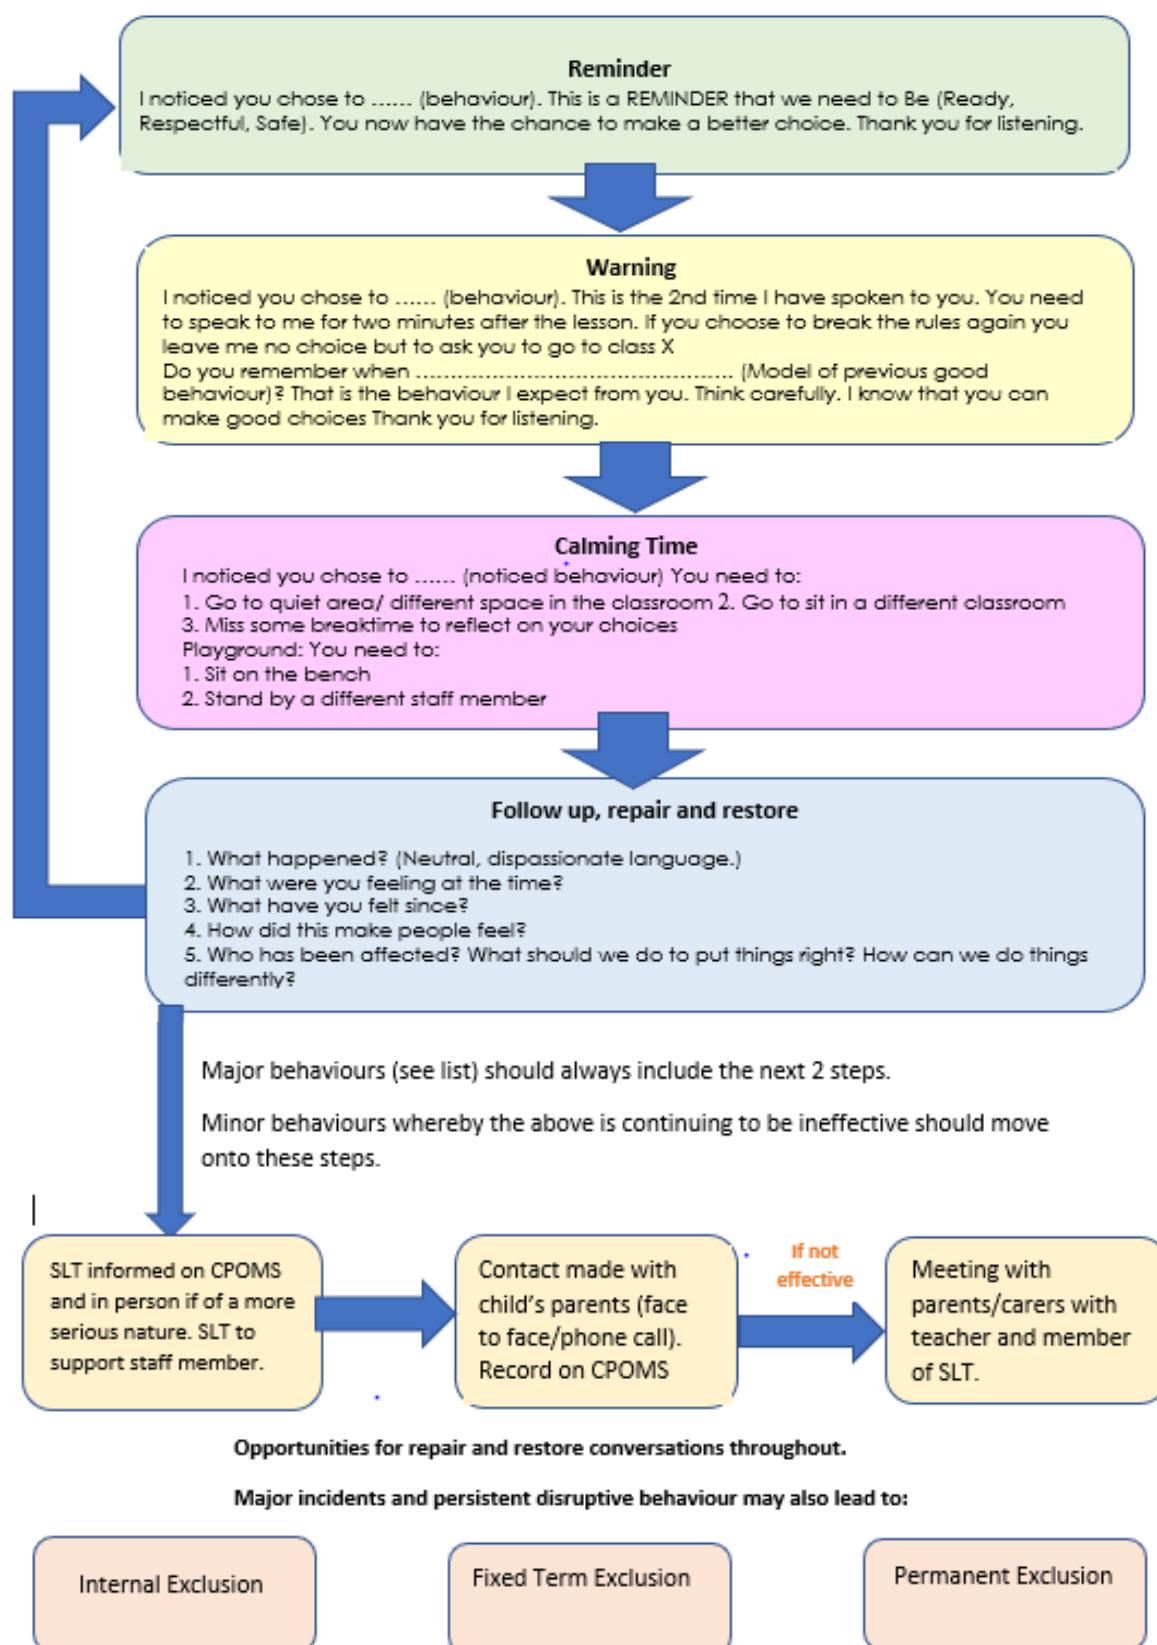 Reminder
I noticed you chose to ...... (behaviour). This is a REMINDER that we need to Be (Ready,
Respectful, Safe). You now have the chance to make a better choice. Thank you for listening.
Warning
I noticed you chose to ...... (behaviour). This is the 2nd time I have spoken to you. You need
to speak to me for two minutes after the lesson. If you choose to break the rules again you
leave me no choice but to ask you to go to class X
Do you remember when .............................................. (Model of previous good
behaviour)? That is the behaviour I expect from you. Think carefully. I know that you can
make good choices Thank you for listening.
Calming Time
I noticed you chose to ...... (noticed behaviour) You need to:
1. Go to quiet area/ different space in the classroom 2. Go to sit in a different classroom
3. Miss some breaktime to reflect on your choices
Playground: You need to:
1. Sit on the bench
2. Stand by a different staff member
Follow up, repair and restore
1. What happened? (Neutral, dispassionate language.)
2. What were you feeling at the time?
3. What have you felt since?
4. How did this make people feel?
5. Who has been affected? What should we do to put things right? How can we do things
differently?
Major behaviours (see list) should always include the next 2 steps.
Minor behaviours whereby the above is continuing to be ineffective should move
onto these steps.
SLT informed on CPOMS
and in person if of a more
serious nature. SLT to
support staff member.
Contact made with
child's parents (face
to face/phone call).
Record on CPOMS
If not
effective
Meeting with
parents/carers with
teacher and member
of SLT.
Opportunities for repair and restore conversations throughout.
Major incidents and persistent disruptive behaviour may also lead to:
Internal Exclusion
Fixed Term Exclusion
Permanent Exclusion